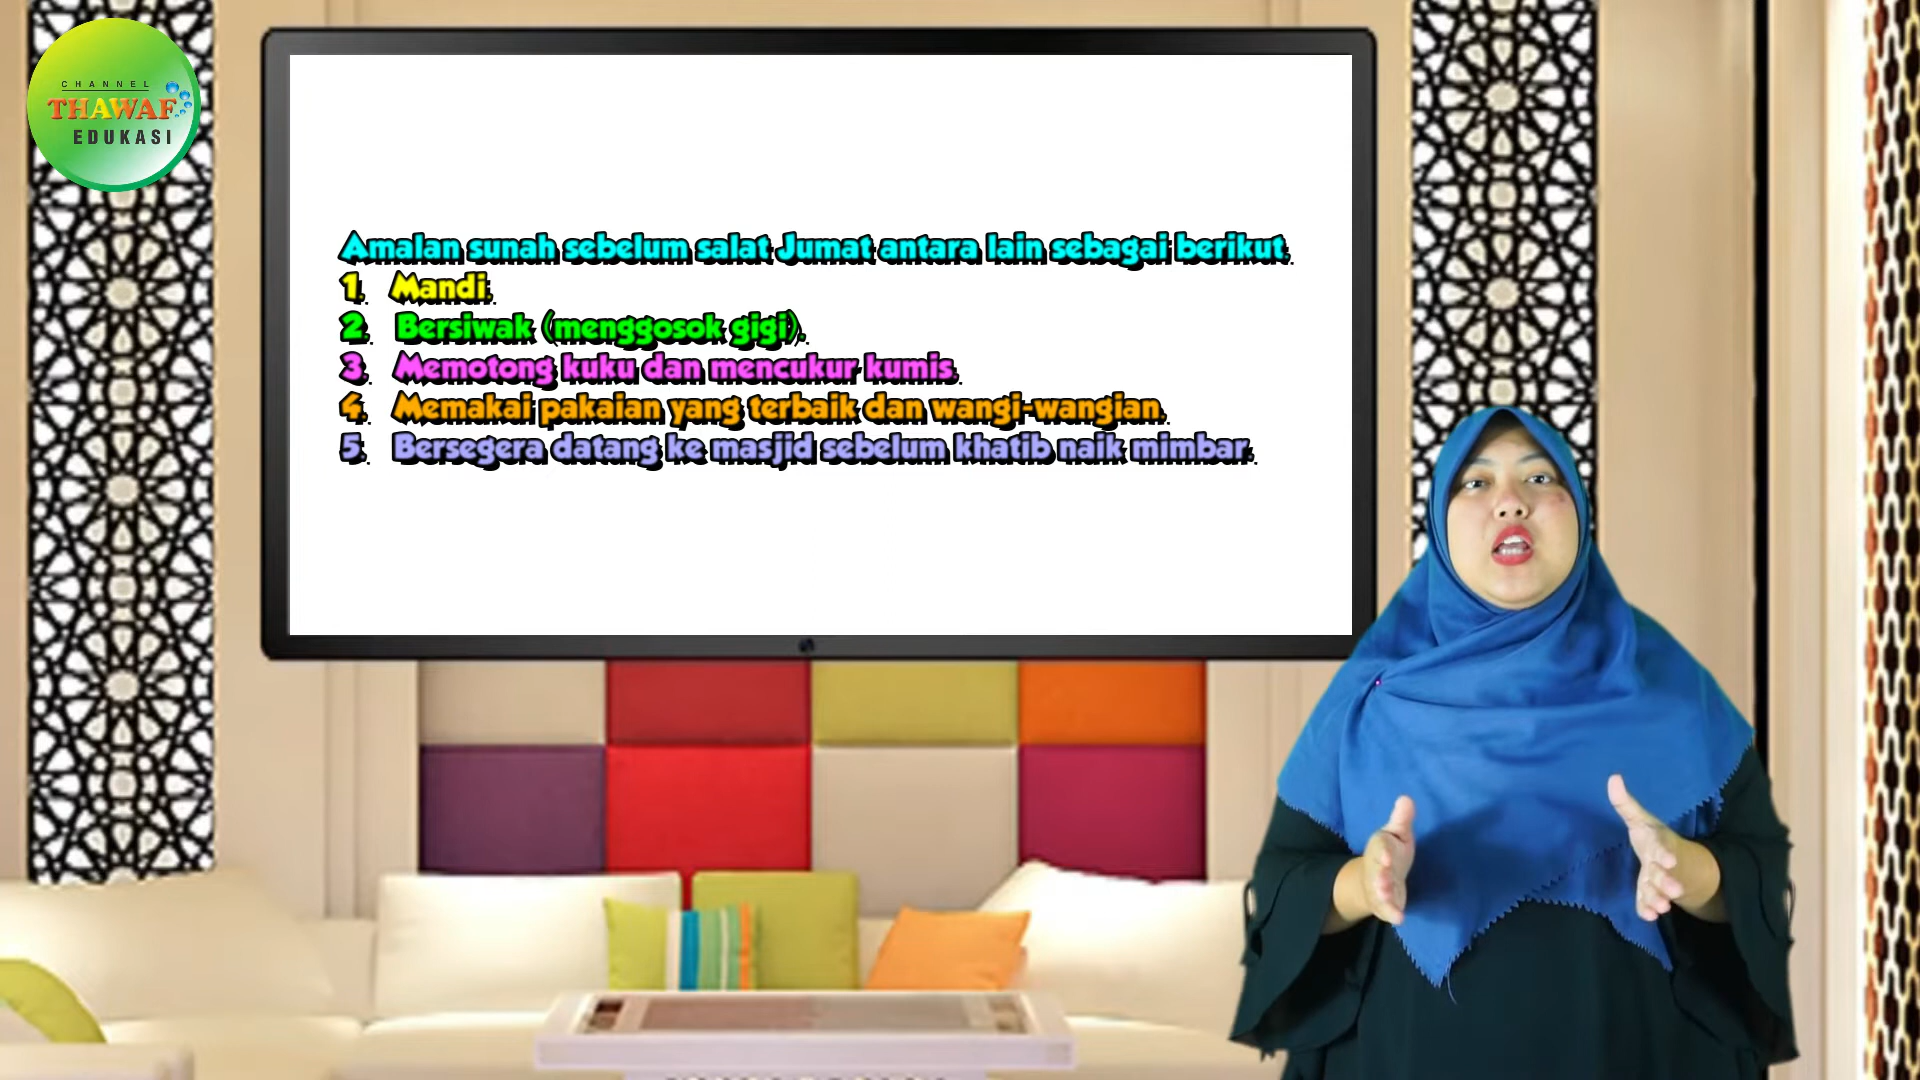 CHANNEL
THAWAF
EDUKASI
Amalan sunah sebelum salat Jumat antara lain sebagai berikut.
1. Mandi.
2. Bersiwak (menggosok gigi).
3. Memotong kuku dan mencukur kumis.
4. Memakai pakaian yang terbaik dan wangi-wangian.
5. Bersegera datang ke masjid sebelum khatib naik mimbar.